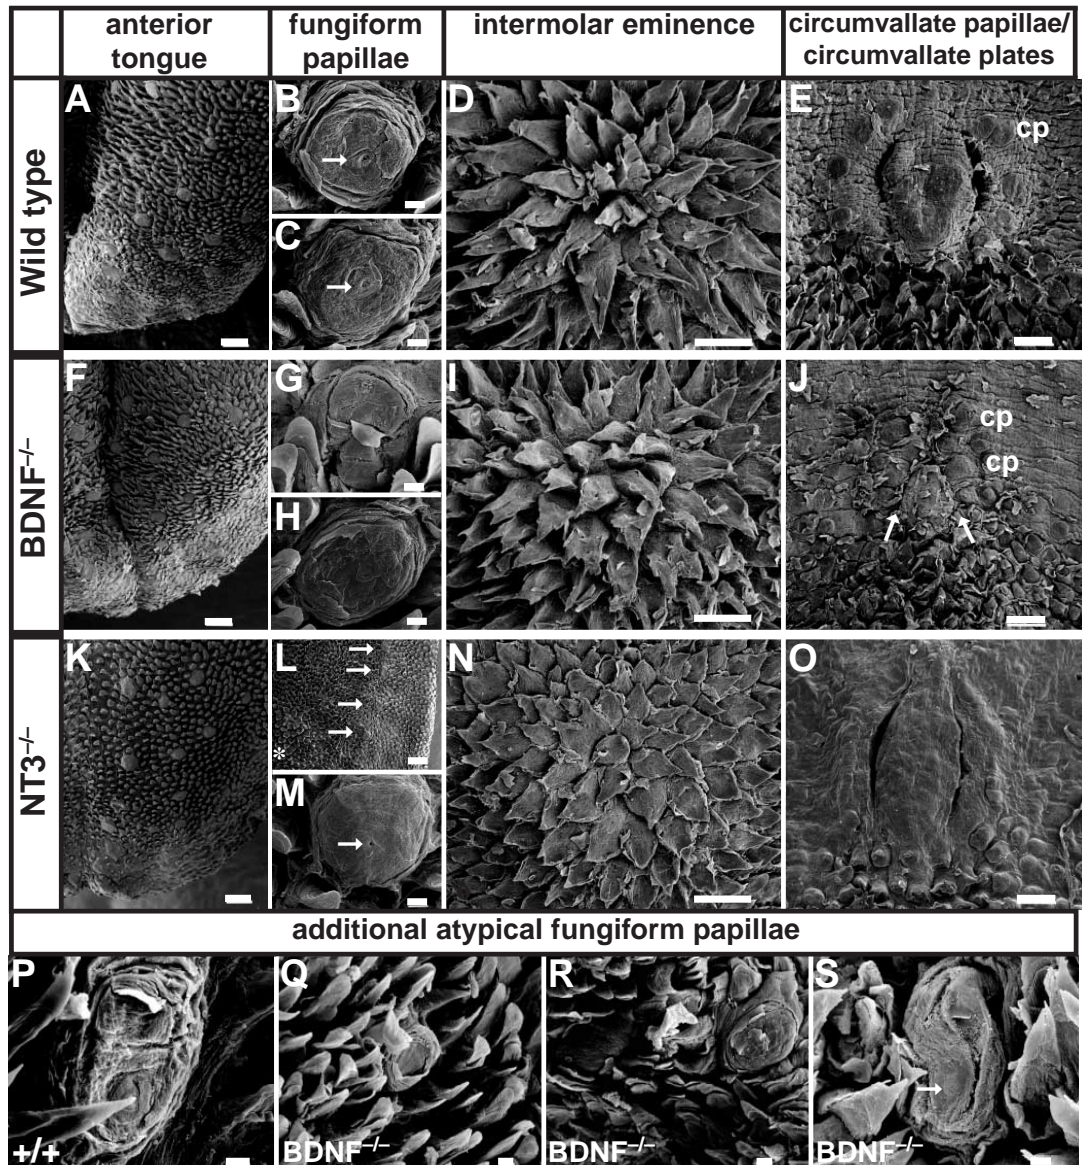 anterior
tongue
fungiform
papillae
intermolar eminence
circumvallate papillae/
circumvallate plates
Wild type
A
B
C
D
E
cp
BDNF–/–
F
G
H
I
J
cp
cp
NT3–/–
K
L
*
M
N
O
additional atypical fungiform papillae
P
+/+
Q
BDNF–/–
R
BDNF–/–
S
BDNF–/–